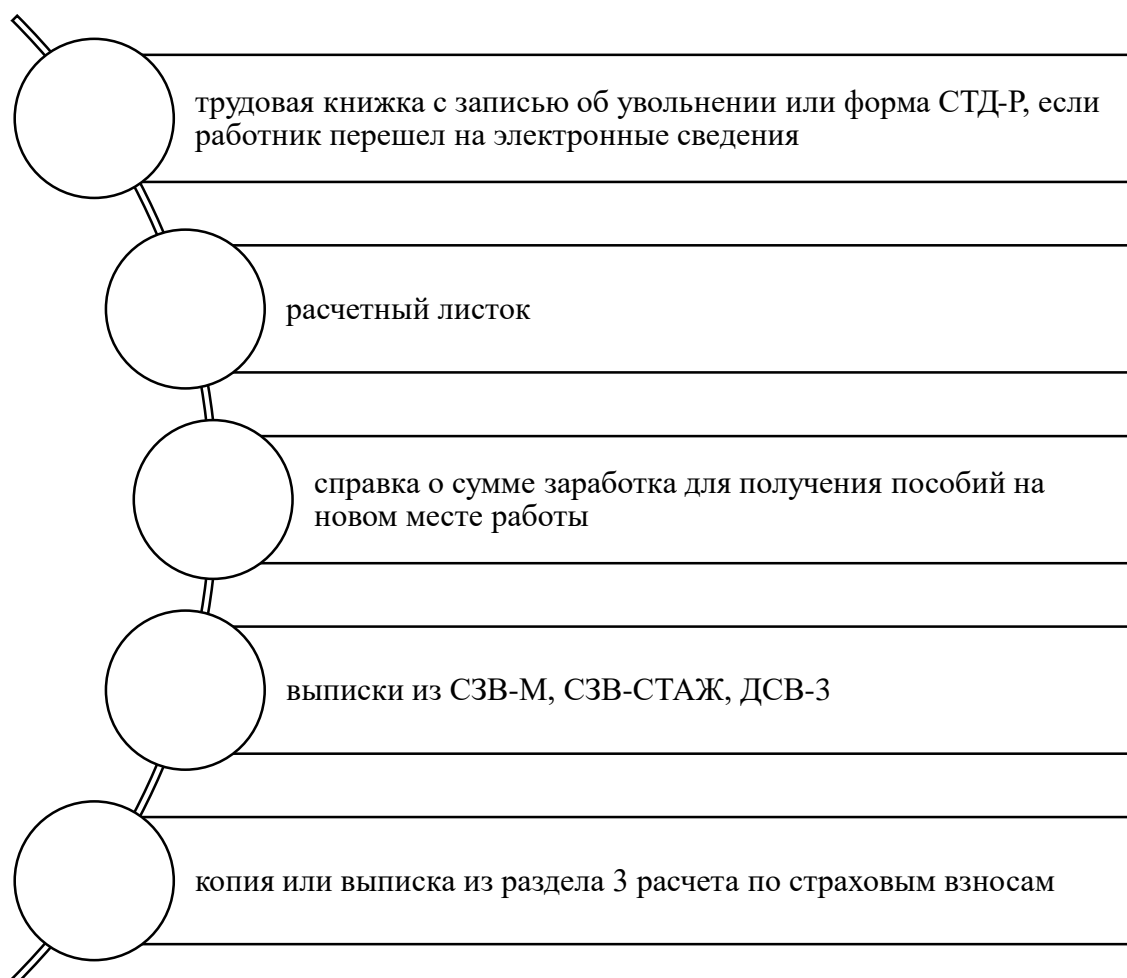 трудовая книжка с записью об увольнении или форма СТД-Р, если
работник перешел на электронные сведения
расчетный листок
справка о сумме заработка для получения пособий на
новом месте работы
выписки из СЗВ-М, СЗВ-СТАЖ, ДСВ-3
копия или выписка из раздела 3 расчета по страховым взносам